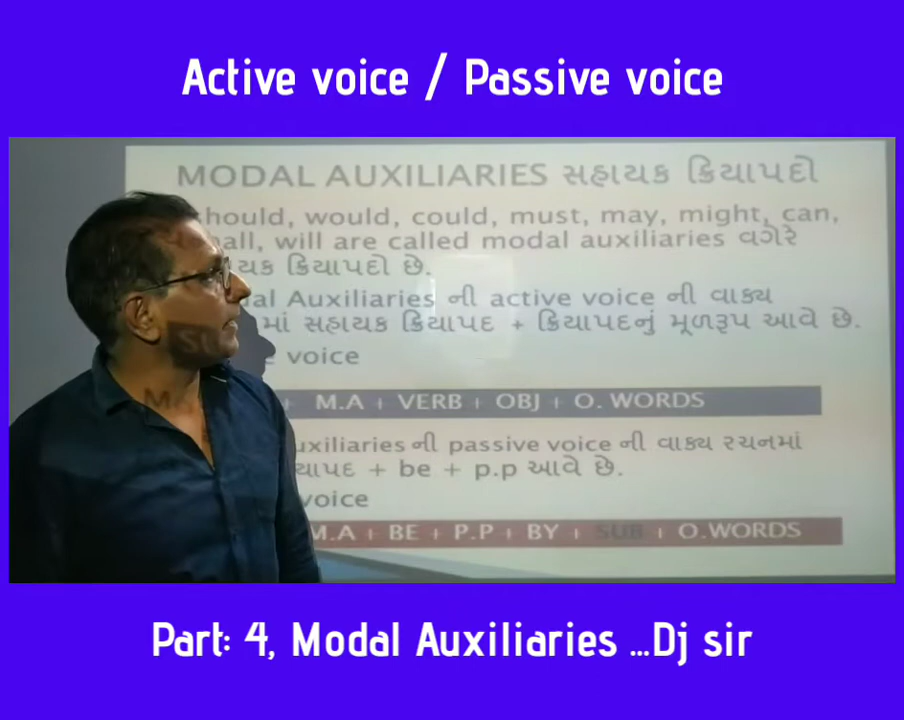 Active voice / Passive voice
MODAL AUXILIARIES સહાયક ક્રિયાપદો
hould, would, could, must, may, might, can,
all, will are called modal auxiliaries વગેરે
યક ક્રિયાપદો છે.
al Auxiliaries ની active voice ની વાક્ય
માં સહાયક ક્રિયાપદ + ક્રિયાપદનું મૂળરૂપ આવે છે.
voice
+ M.A + VERB + OBJ + O. WORDS
uxiliaries ની passive voice ની વાક્ય રચનમાં
યાપદ + be + p.p આવે છે.
voice
M.A + BE + P.P + BY + SUB + O.WORDS
Part: 4, Modal Auxiliaries ...Dj sir